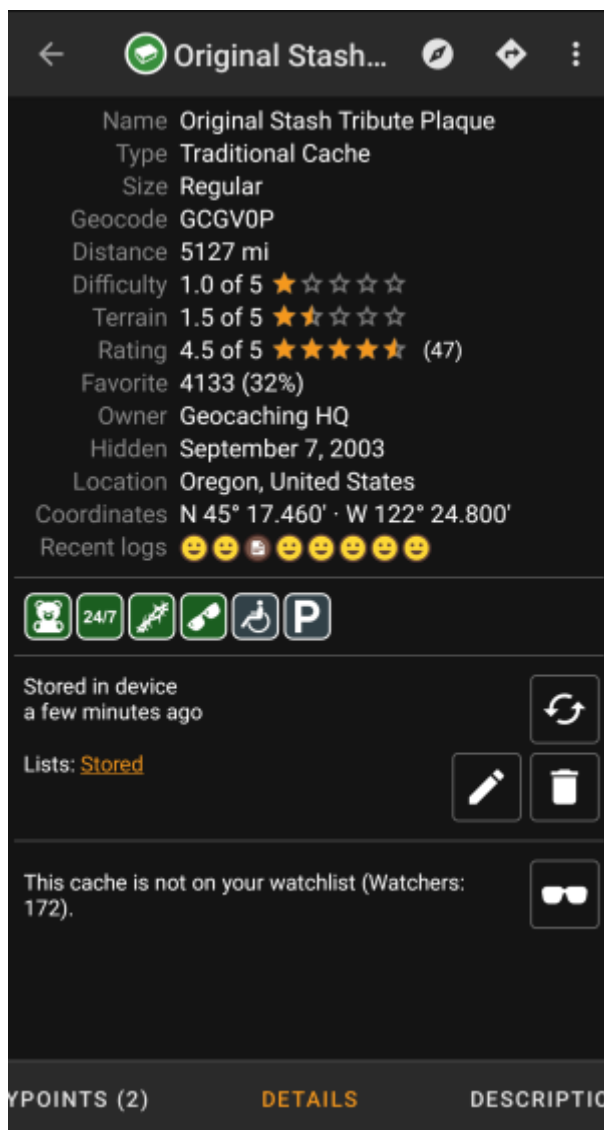 Original Stash...
Name Original Stash Tribute Plaque
Type Traditional Cache
Size Regular
Geocode GCGV0P
Distance 5127 mi
Difficulty 1.0 of 5
Terrain 1.5 of 5
Rating 4.5 of 5 (47)
Favorite 4133 (32%)
Owner Geocaching HQ
Hidden September 7, 2003
Location Oregon, United States
Coordinates N 45° 17.460' · W 122° 24.800'
Recent logs
24/7 P
Stored in device
a few minutes ago
Lists: Stored
This cache is not on your watchlist (Watchers:
172).
YPOINTS (2) DETAILS DESCRIPTIO